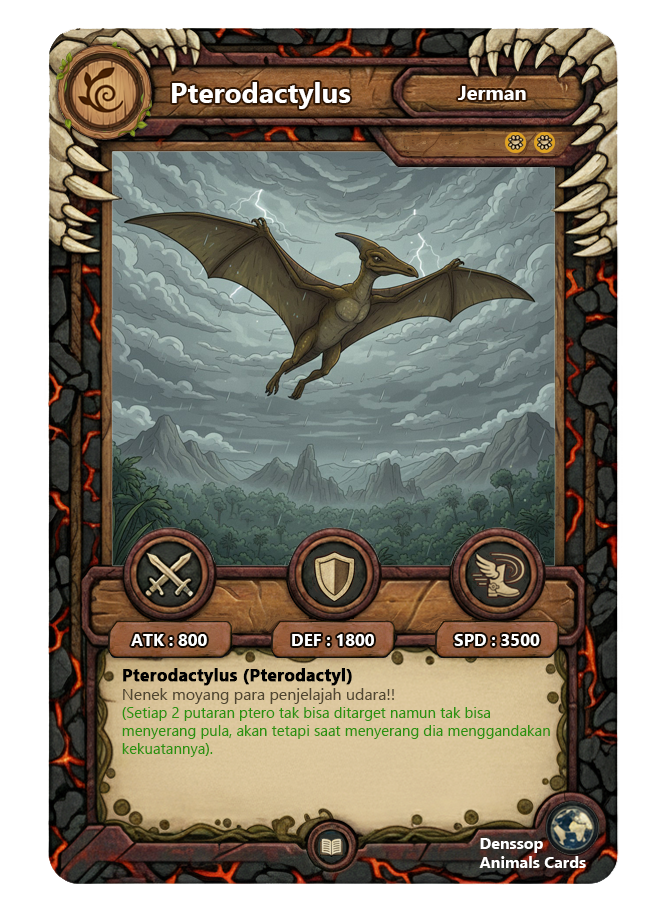 Pterodactylus
Jerman
ATK : 800
DEF : 1800
SPD : 3500
Pterodactylus (Pterodactyl)
Nenek moyang para penjelajah udara!!
(Setiap 2 putaran ptero tak bisa ditarget namun tak bisa
menyerang pula, akan tetapi saat menyerang dia menggandakan
kekuatannya).
Denssop
Animals Cards